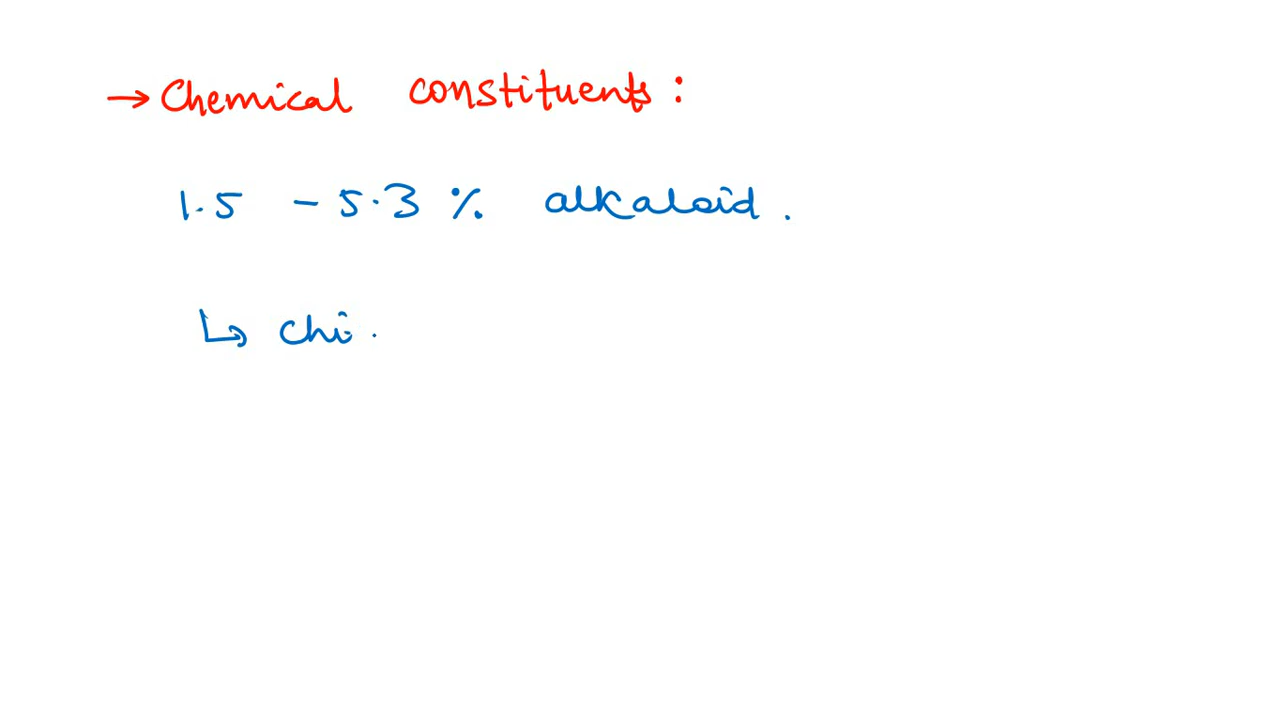 → Chemical constituents:
1.5 - 5.3 % alkaloid.
↳ chi